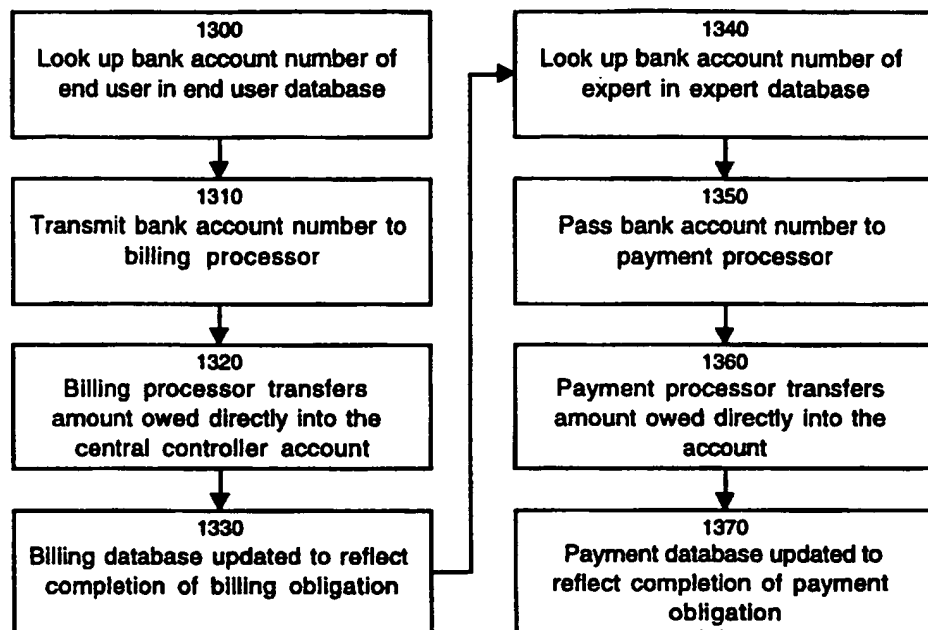 1300
Look up bank account number of
end user in end user database
1310
Transmit bank account number to
billing processor
1320
Billing processor transfers
amount owed directly into the
central controller account
1330
Billing database updated to reflect
completion of billing obligation
1340
Look up bank account number of
expert in expert database
1350
Pass bank account number to
payment processor
1360
Payment processor transfers
amount owed directly into the
account
1370
Payment database updated to
reflect completion of payment
obligation